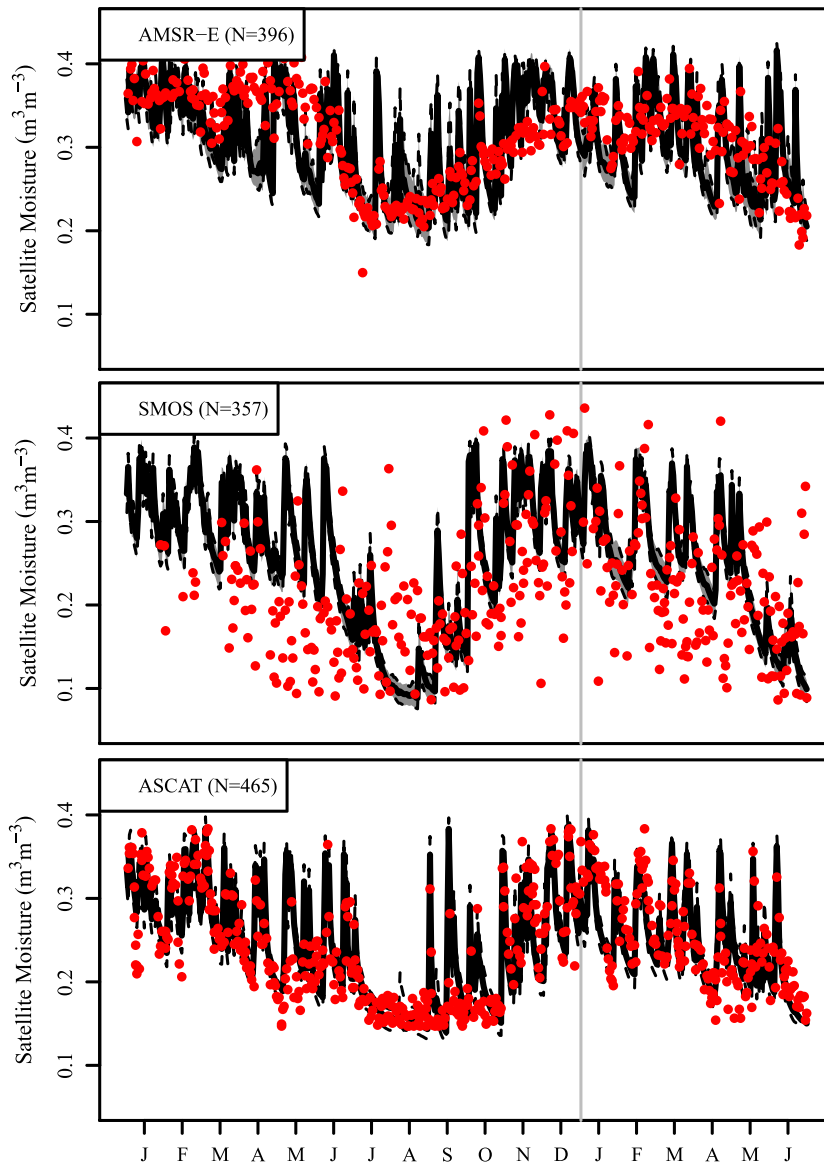 AMSR−E (N=396)
Satellite Moisture (m³m⁻³)
0.4
0.3
0.2
0.1
SMOS (N=357)
Satellite Moisture (m³m⁻³)
0.4
0.3
0.2
0.1
ASCAT (N=465)
Satellite Moisture (m³m⁻³)
0.4
0.3
0.2
0.1
J F M A M J J A S O N D J F M A M J